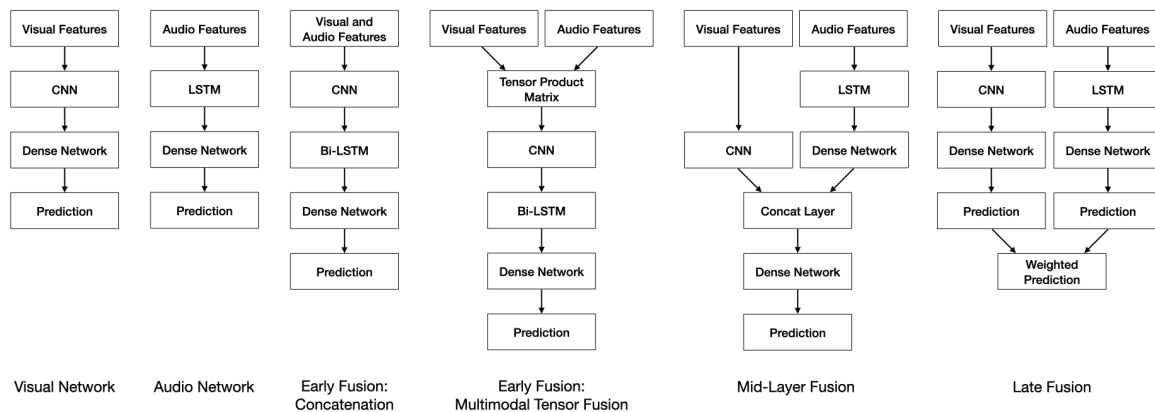 Visual Features
CNN
Dense Network
Prediction
Visual Network
Audio Features
LSTM
Dense Network
Prediction
Audio Network
Visual and
Audio Features
CNN
Bi-LSTM
Dense Network
Prediction
Early Fusion:
Concatenation
Visual Features
Audio Features
Tensor Product
Matrix
CNN
Bi-LSTM
Dense Network
Prediction
Early Fusion:
Multimodal Tensor Fusion
Visual Features
Audio Features
LSTM
CNN
Dense Network
Concat Layer
Dense Network
Prediction
Mid-Layer Fusion
Visual Features
Audio Features
CNN
LSTM
Dense Network
Dense Network
Prediction
Prediction
Weighted
Prediction
Late Fusion